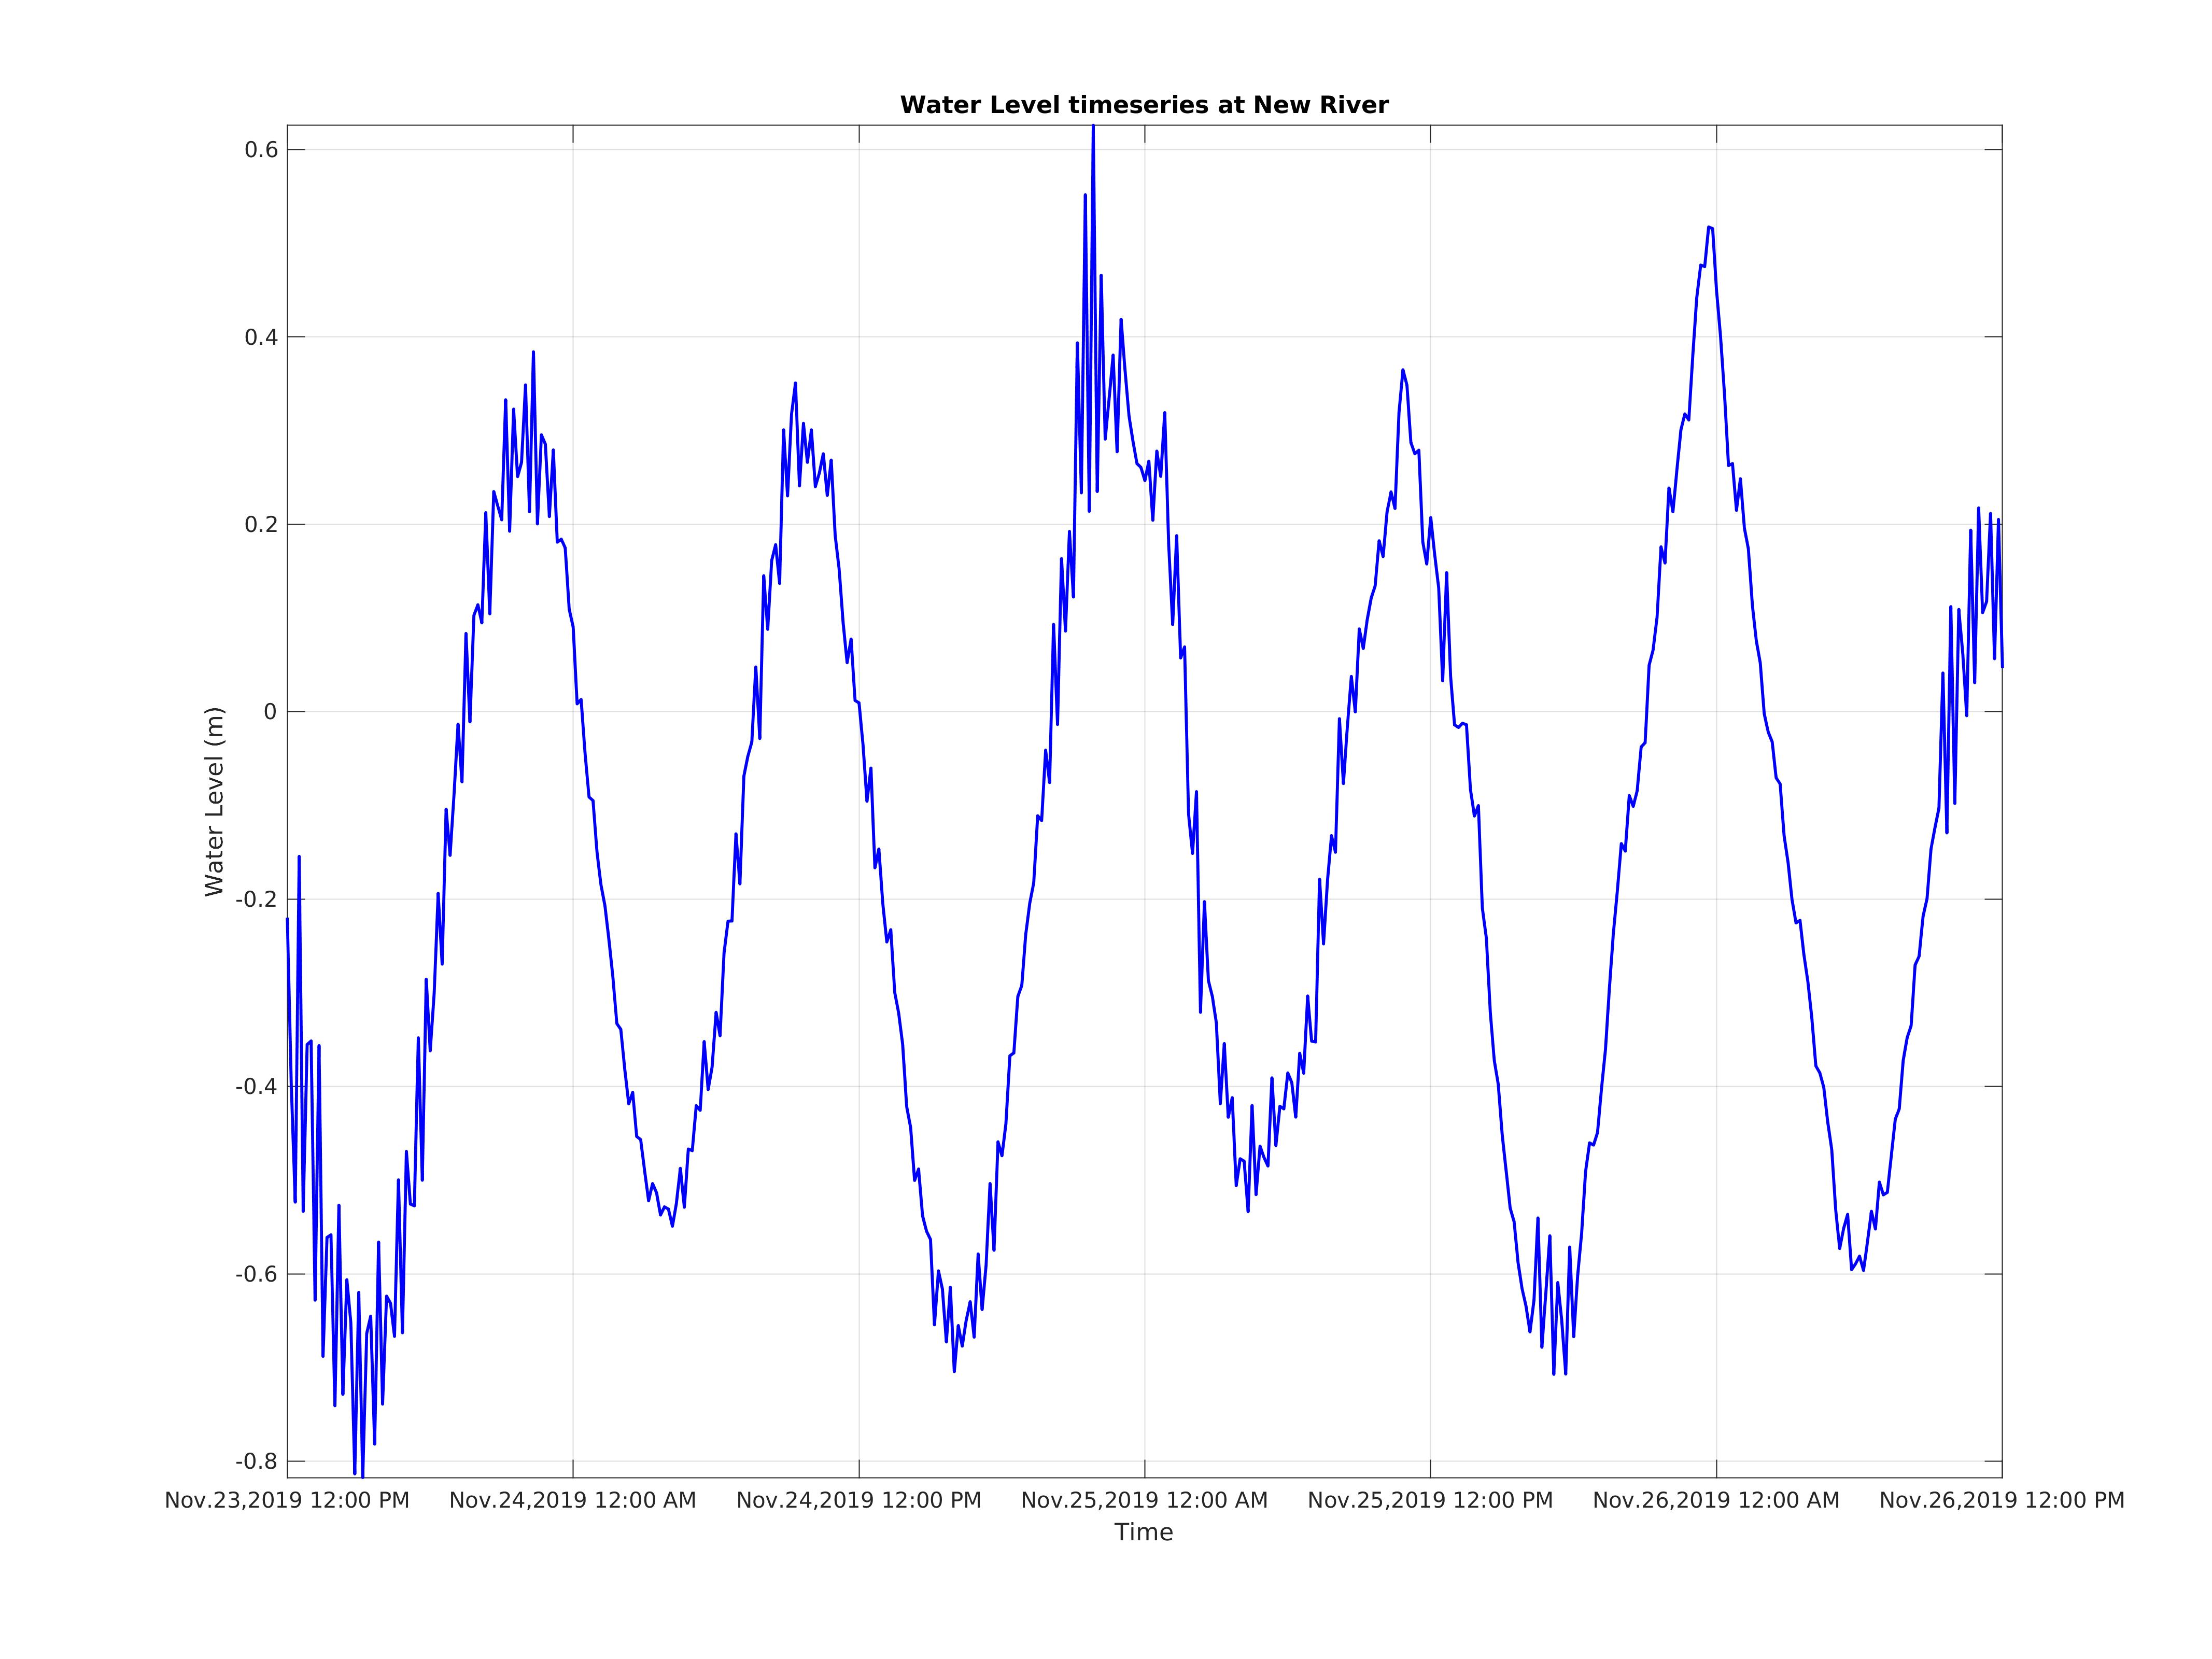 Water Level timeseries at New River
0.6
0.4
0.2
0
-0.2
-0.4
-0.6
-0.8
Water Level (m)
Nov.23,2019 12:00 PM Nov.24,2019 12:00 AM Nov.24,2019 12:00 PM Nov.25,2019 12:00 AM Nov.25,2019 12:00 PM Nov.26,2019 12:00 AM Nov.26,2019 12:00 PM
Time